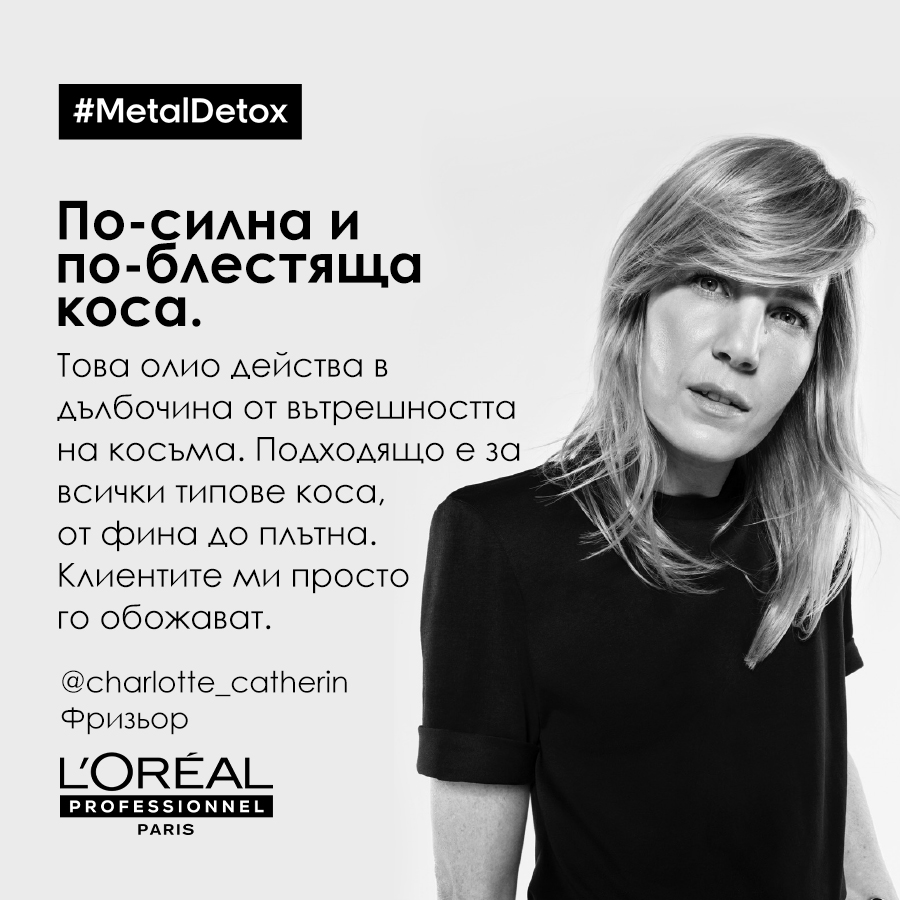 #MetalDetox
По-силна и
по-блестяща
коса.
Това олио действа в
дълбочина от вътрешността
на косъма. Подходящо е за
всички типове коса,
от фина до плътна.
Клиентите ми просто
го обожават.
@charlotte_catherin
Фризьор
L'ORÉAL
PROFESSIONNEL
PARIS